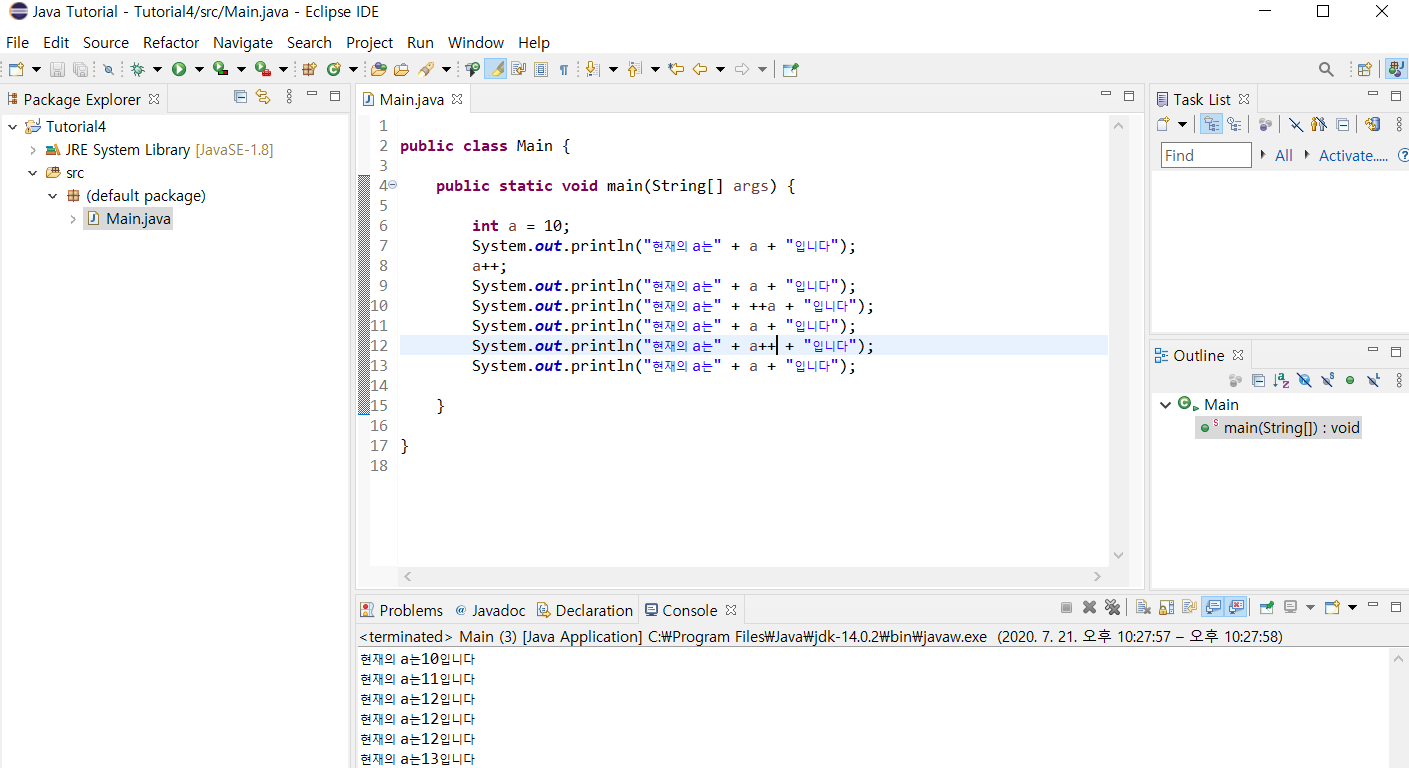 Java Tutorial - Tutorial4/src/Main.java - Eclipse IDE
File Edit Source Refactor Navigate Search Project Run Window Help
Package Explorer
Tutorial4
JRE System Library [JavaSE-1.8]
src
(default package)
Main.java
Main.java
1
2 public class Main {
3
4 public static void main(String[] args) {
5
6 int a = 10;
7 System.out.println("현재의 a는" + a + "입니다");
8 a++;
9 System.out.println("현재의 a는" + a + "입니다");
10 System.out.println("현재의 a는" + ++a + "입니다");
11 System.out.println("현재의 a는" + a + "입니다");
12 System.out.println("현재의 a는" + a++ + "입니다");
13 System.out.println("현재의 a는" + a + "입니다");
14
15 }
16
17 }
18
Task List
Find All Activate.....
Outline
Main
main(String[]) : void
Problems @ Javadoc Declaration Console
<terminated> Main (3) [Java Application] C:₩Program Files₩Java₩jdk-14.0.2₩bin₩javaw.exe (2020. 7. 21. 오후 10:27:57 – 오후 10:27:58)
현재의 a는10입니다
현재의 a는11입니다
현재의 a는12입니다
현재의 a는12입니다
현재의 a는12입니다
현재의 a는13입니다